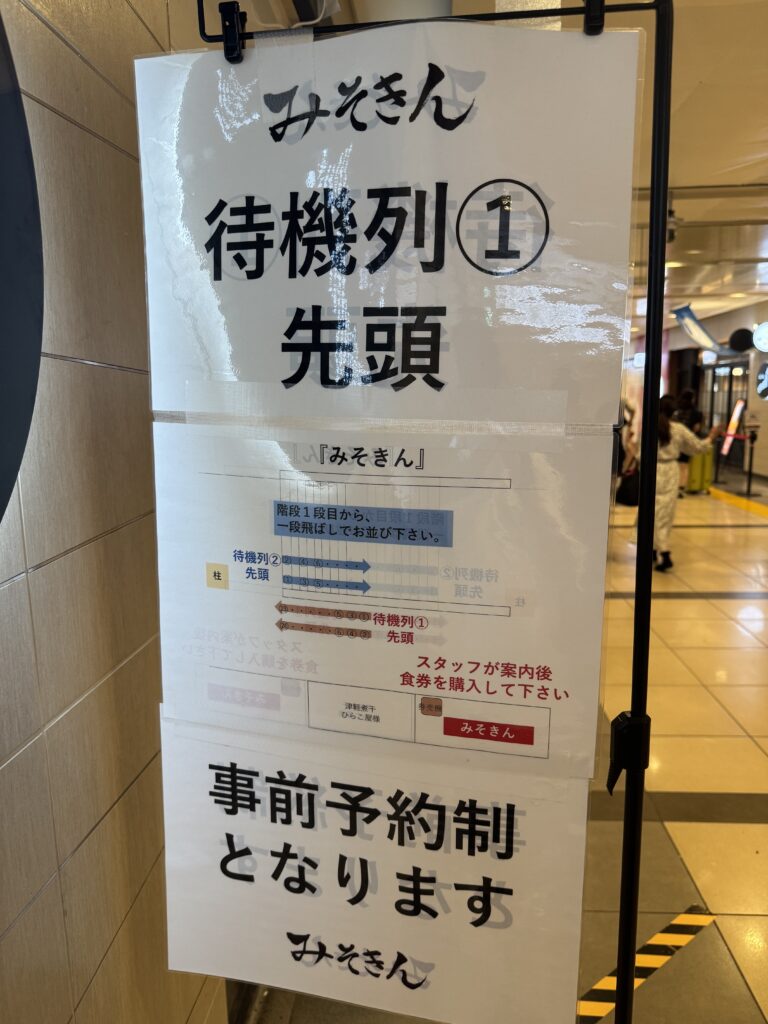 みそきん
待機列①
先頭
『みそきん』
階段1段目から、
一段飛ばしでお並び下さい。
待機列②
先頭
柱
待機列①
先頭
スタッフが案内後
食券を購入して下さい
津軽煮干
ひらこ屋様
券売機
みそきん
事前予約制
となります
みそきん